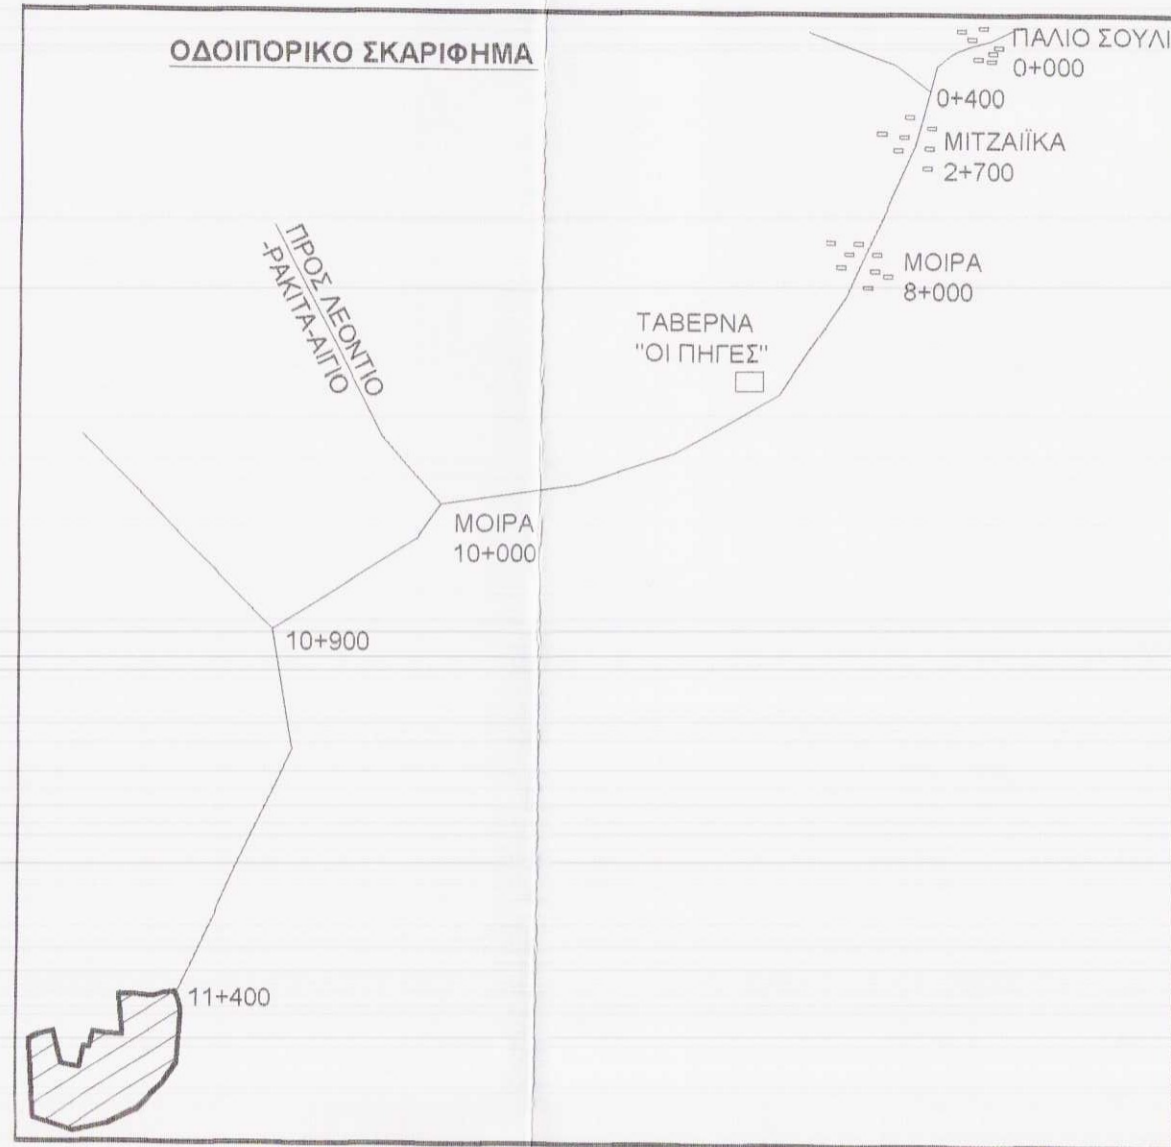 ΟΔΟΙΠΟΡΙΚΟ ΣΚΑΡΙΦΗΜΑ
ΠΑΛΙΟ ΣΟΥΛΙ
0+000
0+400
ΜΙΤΖΑΙΪΚΑ
2+700
ΜΟΙΡΑ
8+000
ΤΑΒΕΡΝΑ
"ΟΙ ΠΗΓΕΣ"
ΠΡΟΣ ΛΕΟΝΤΙΟ
-ΡΑΚΙΤΑ-ΑΙΓΙΟ
ΜΟΙΡΑ
10+000
10+900
11+400